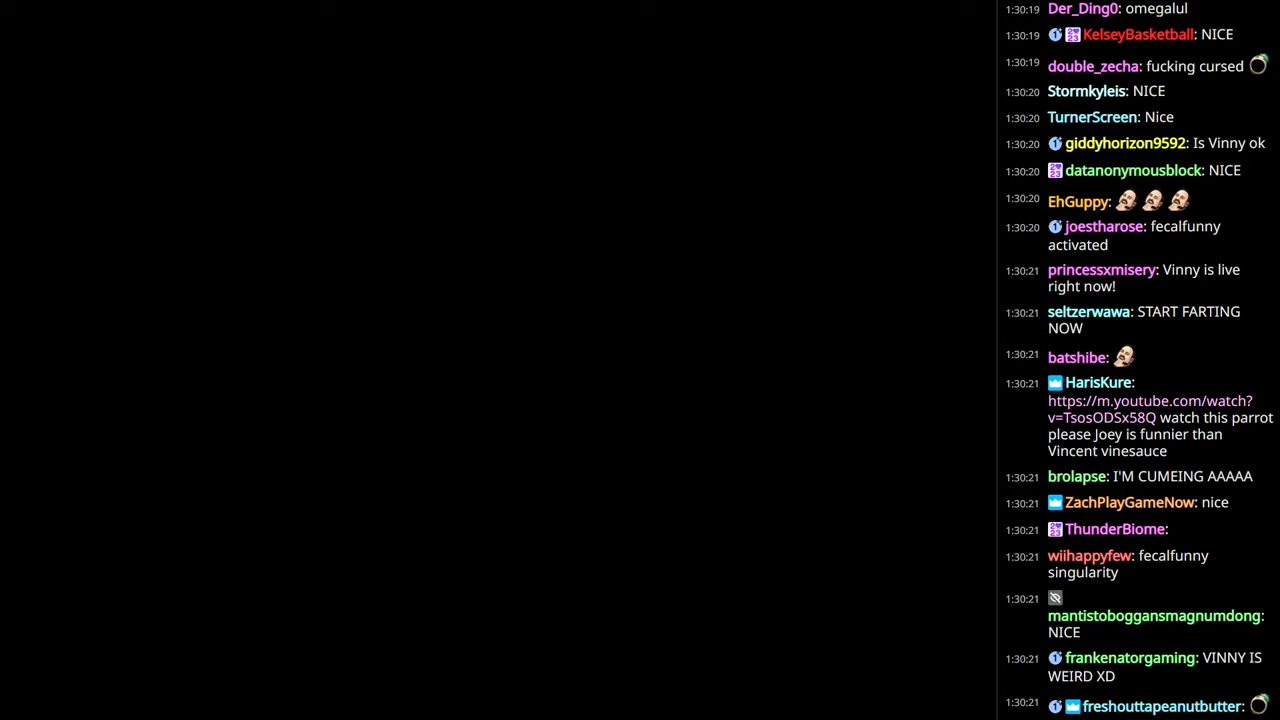 1:30:19 Der_Ding0: omegalul
1:30:19 KelseyBasketball: NICE
1:30:19 double_zecha: fucking cursed
1:30:20 Stormkyleis: NICE
1:30:20 TurnerScreen: Nice
1:30:20 giddyhorizon9592: Is Vinny ok
1:30:20 datanonymousblock: NICE
1:30:20 EhGuppy:
1:30:20 joestharose: fecalfunny
activated
1:30:21 princessxmisery: Vinny is live
right now!
1:30:21 seltzerwawa: START FARTING
NOW
1:30:21 batshibe:
1:30:21 HarisKure:
https://m.youtube.com/watch?
v=TsosODSx58Q watch this parrot
please Joey is funnier than
Vincent vinesauce
1:30:21 brolapse: I'M CUMEING AAAAA
1:30:21 ZachPlayGameNow: nice
1:30:21 ThunderBiome:
1:30:21 wiihappyfew: fecalfunny
singularity
1:30:21
mantistoboggansmagnumdong:
NICE
1:30:21 frankenatorgaming: VINNY IS
WEIRD XD
1:30:21 freshouttapeanutbutter: